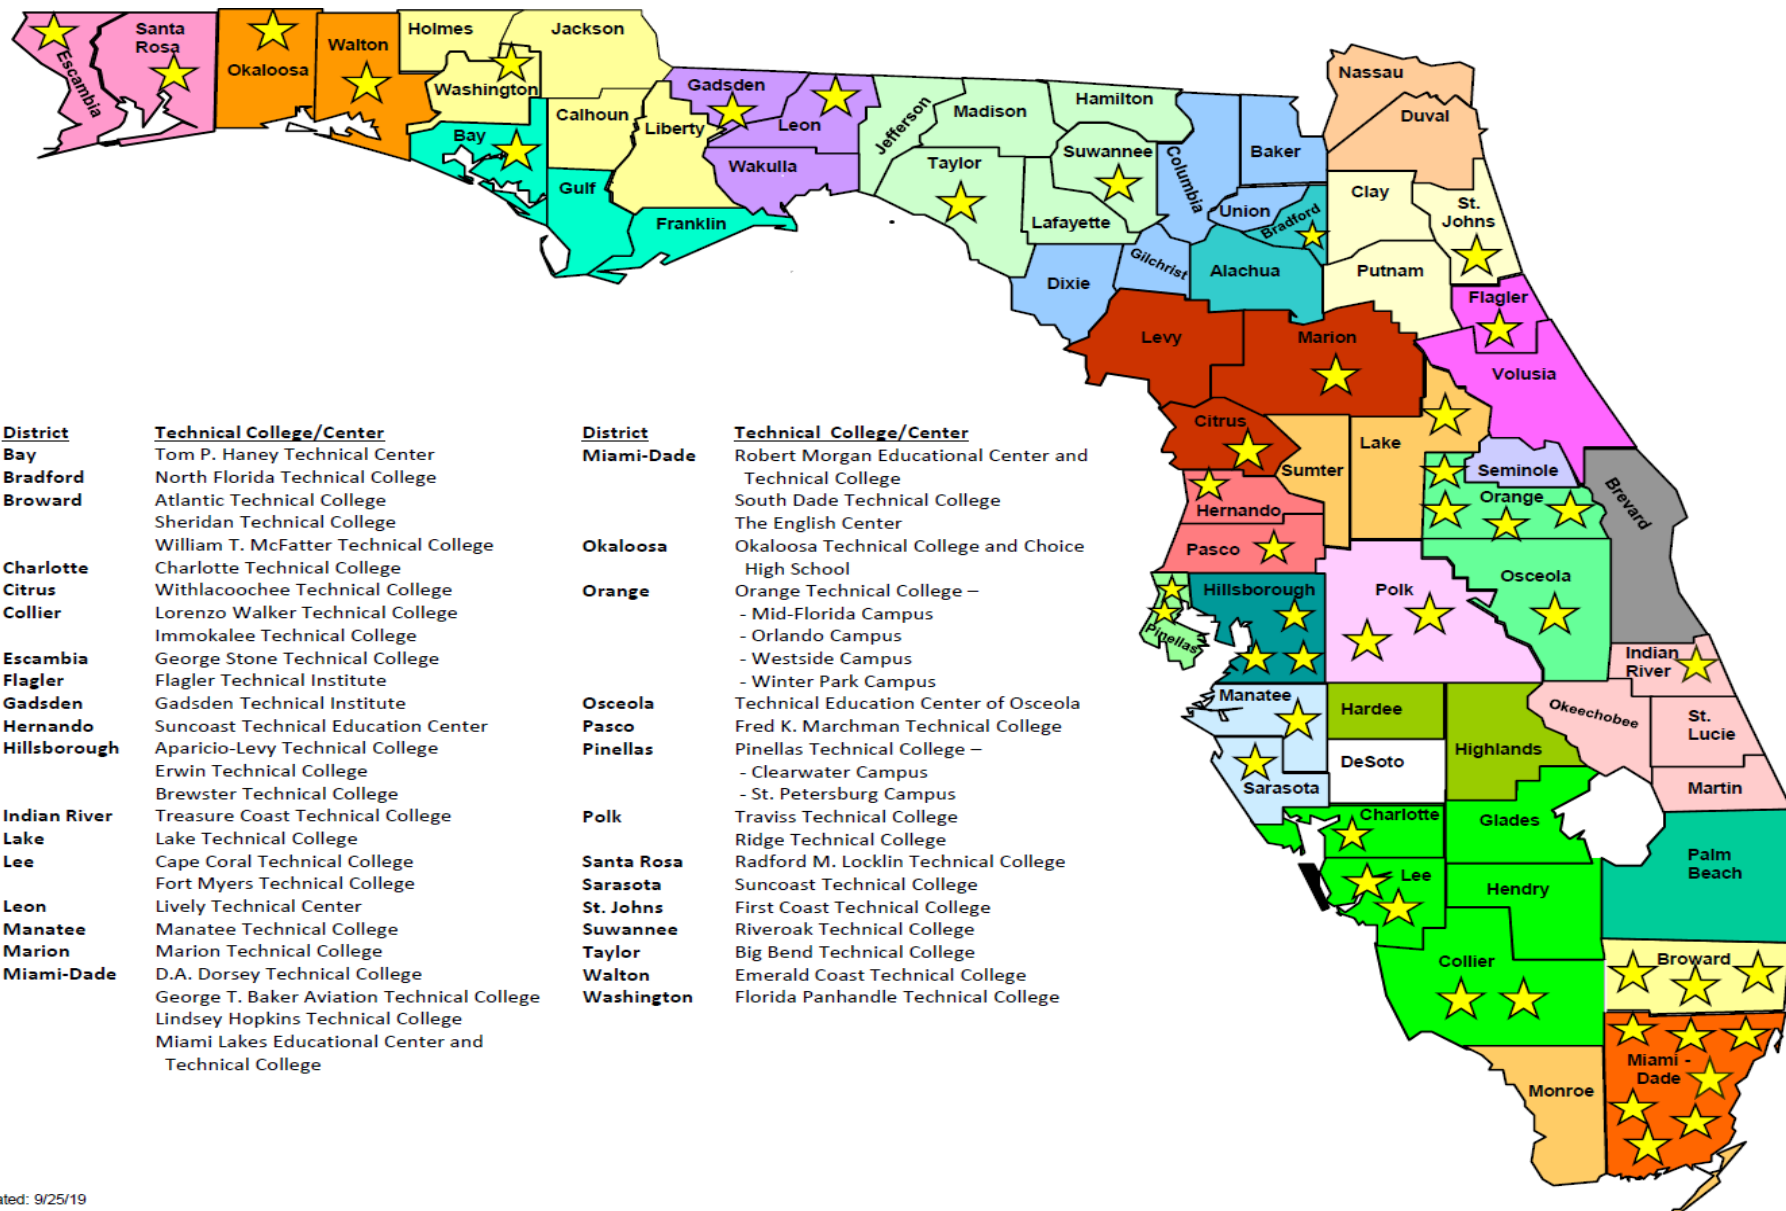 Santa
Rosa
Escambia
Okaloosa
Walton
Holmes
Jackson
Washington
Bay
Calhoun
Liberty
Gulf
Franklin
Gadsden
Leon
Wakulla
Jefferson
Madison
Hamilton
Taylor
Suwannee
Lafayette
Columbia
Baker
Union
Bradford
Nassau
Duval
Clay
St.
Johns
Putnam
Dixie
Gilchrist
Alachua
Flagler
Levy
Marion
Volusia
Citrus
Sumter
Lake
Seminole
Orange
Brevard
Hernando
Pasco
Pinellas
Hillsborough
Polk
Osceola
Indian
River
Manatee
Hardee
Okeechobee
St.
Lucie
Highlands
DeSoto
Sarasota
Martin
Charlotte
Glades
Lee
Hendry
Palm
Beach
Collier
Broward
Monroe
Miami -
Dade
District Technical College/Center
Bay Tom P. Haney Technical Center
Bradford North Florida Technical College
Broward Atlantic Technical College
Sheridan Technical College
William T. McFatter Technical College
Charlotte Charlotte Technical College
Citrus Withlacoochee Technical College
Collier Lorenzo Walker Technical College
Immokalee Technical College
Escambia George Stone Technical College
Flagler Flagler Technical Institute
Gadsden Gadsden Technical Institute
Hernando Suncoast Technical Education Center
Hillsborough Aparicio-Levy Technical College
Erwin Technical College
Brewster Technical College
Indian River Treasure Coast Technical College
Lake Lake Technical College
Lee Cape Coral Technical College
Fort Myers Technical College
Leon Lively Technical Center
Manatee Manatee Technical College
Marion Marion Technical College
Miami-Dade D.A. Dorsey Technical College
George T. Baker Aviation Technical College
Lindsey Hopkins Technical College
Miami Lakes Educational Center and
Technical College
District Technical College/Center
Miami-Dade Robert Morgan Educational Center and
Technical College
South Dade Technical College
The English Center
Okaloosa Okaloosa Technical College and Choice
High School
Orange Orange Technical College –
- Mid-Florida Campus
- Orlando Campus
- Westside Campus
- Winter Park Campus
Osceola Technical Education Center of Osceola
Pasco Fred K. Marchman Technical College
Pinellas Pinellas Technical College –
- Clearwater Campus
- St. Petersburg Campus
Polk Traviss Technical College
Ridge Technical College
Santa Rosa Radford M. Locklin Technical College
Sarasota Suncoast Technical College
St. Johns First Coast Technical College
Suwannee Riveroak Technical College
Taylor Big Bend Technical College
Walton Emerald Coast Technical College
Washington Florida Panhandle Technical College
ated: 9/25/19